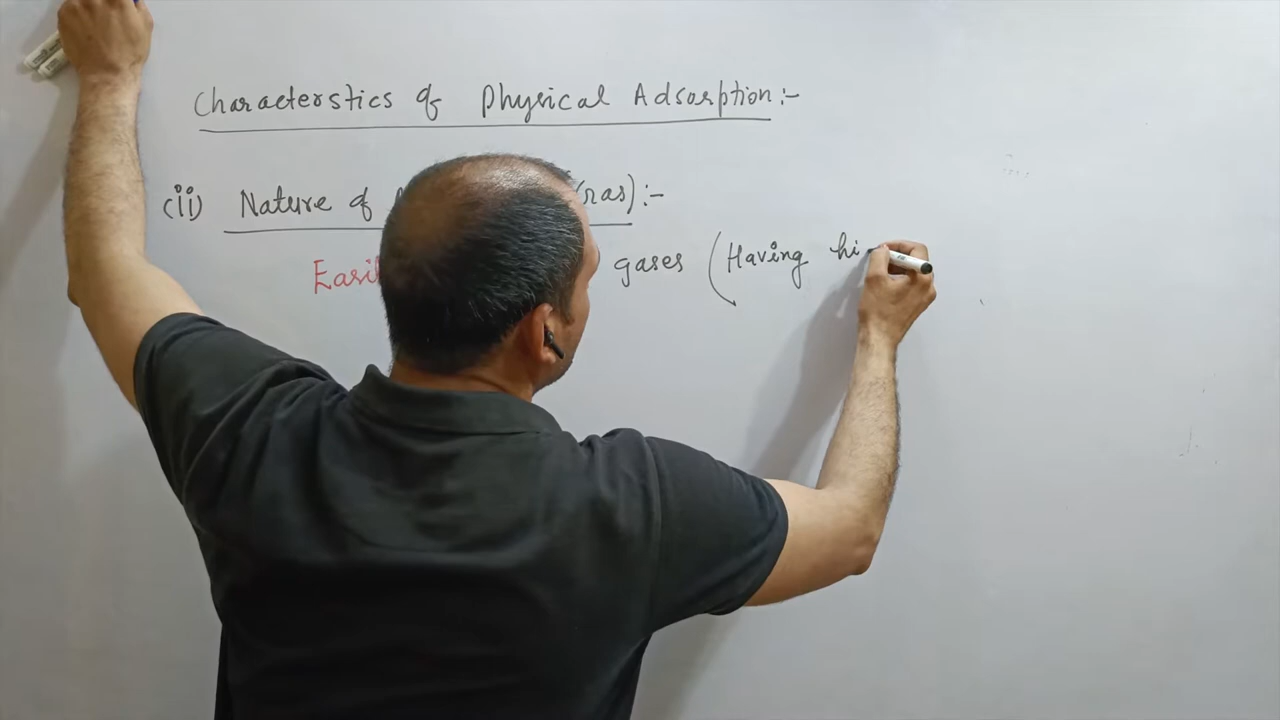 Characterstics of Physical Adsorption:-
(ii) Nature of (Gas):-
gases (Having hi